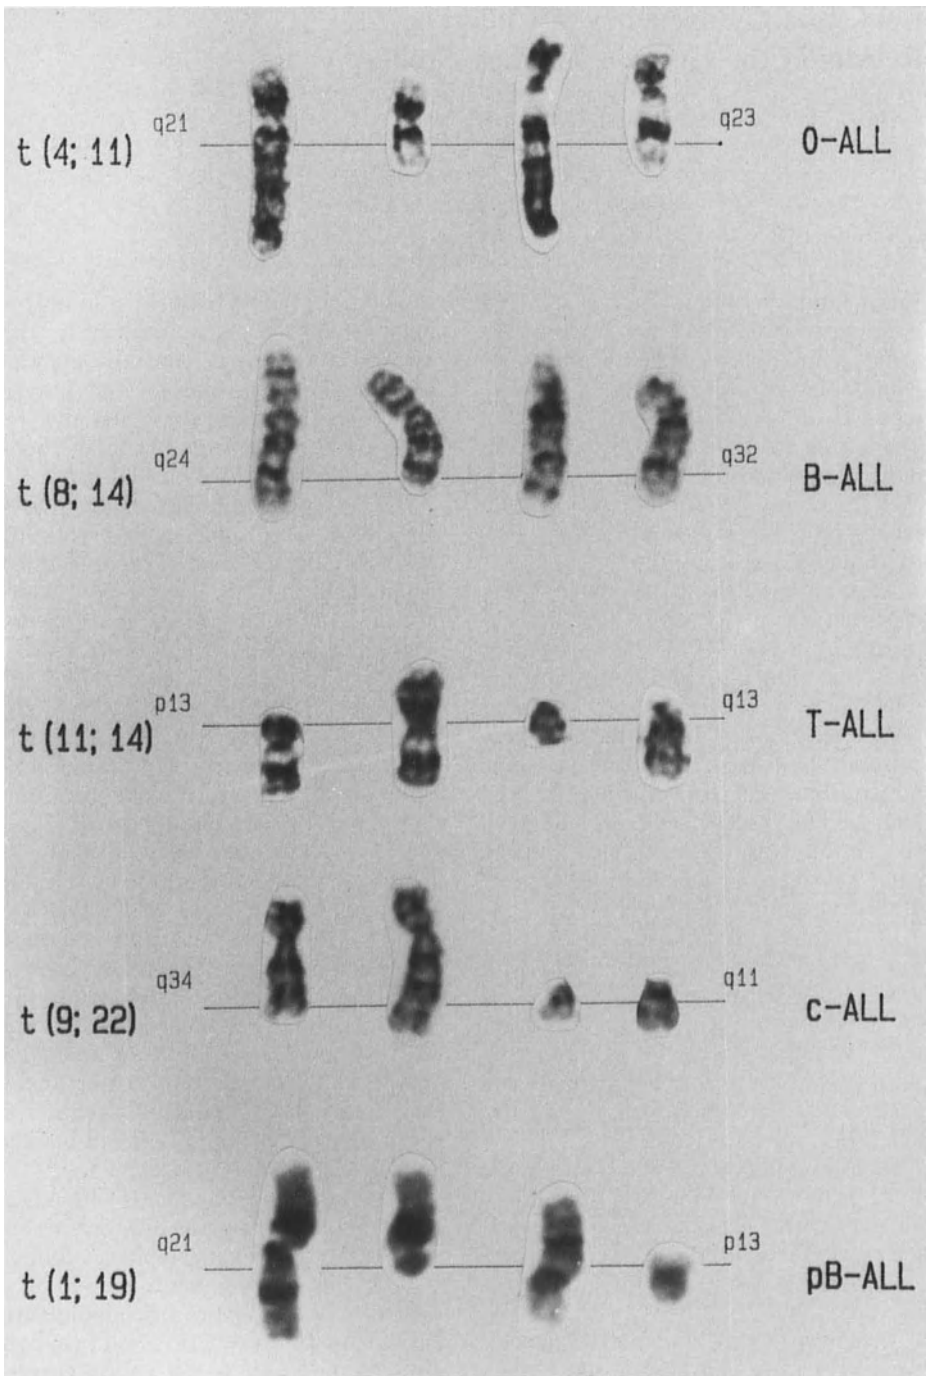 q21 q23
t (4; 11) O-ALL
q24 q32
t (8; 14) B-ALL
p13 q13
t (11; 14) T-ALL
q34 q11
t (9; 22) c-ALL
q21 p13
t (1; 19) pB-ALL